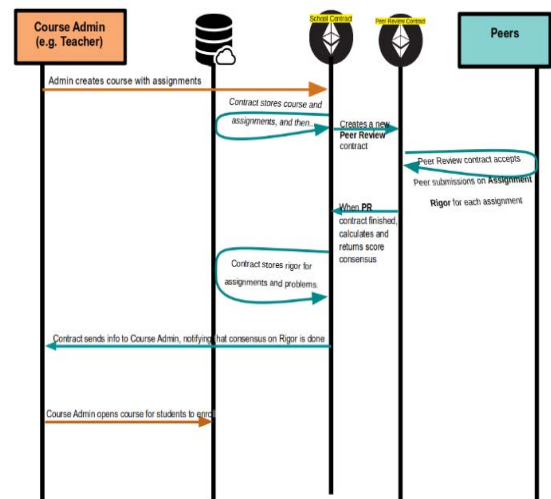 Course Admin
(e.g. Teacher)
School Contract
Peer Review Contract
Peers
Admin creates course with assignments
Contract stores course and
assignments, and then
Creates a new
Peer Review
contract
Peer Review contract accepts
Peer submissions on Assignment
Rigor for each assignment
When PR
contract finished,
calculates and
returns score
consensus
Contract stores rigor for
assignments and problems.
Contract sends info to Course Admin, notifying that consensus on Rigor is done
Course Admin opens course for students to enroll